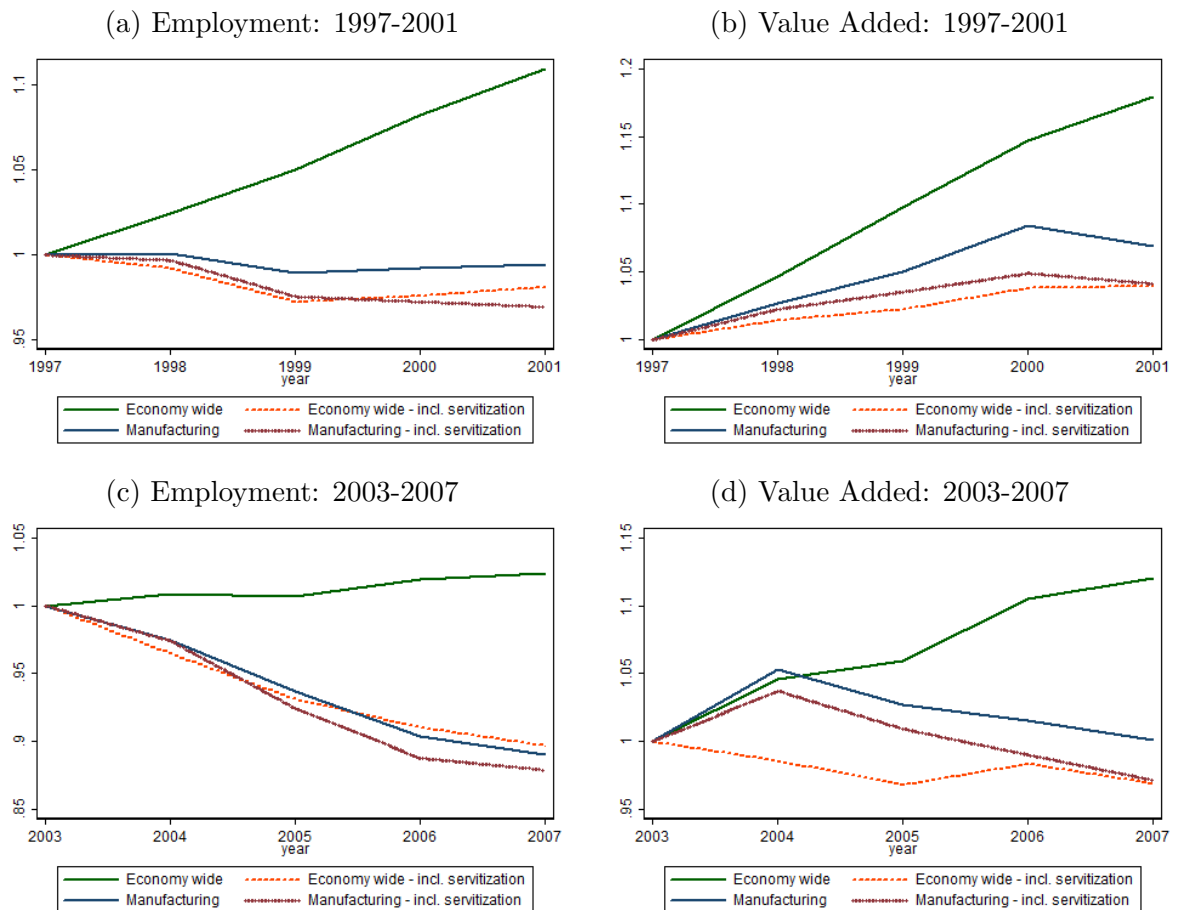 (a) Employment: 1997-2001
1.1
1.05
1
.95
1997 1998 1999 2000 2001
year
Economy wide Economy wide - incl. servitization
Manufacturing Manufacturing - incl. servitization
(b) Value Added: 1997-2001
1.2
1.15
1.1
1.05
1
1997 1998 1999 2000 2001
year
Economy wide Economy wide - incl. servitization
Manufacturing Manufacturing - incl. servitization
(c) Employment: 2003-2007
1.05
1
.95
.9
.85
2003 2004 2005 2006 2007
year
Economy wide Economy wide - incl. servitization
Manufacturing Manufacturing - incl. servitization
(d) Value Added: 2003-2007
1.15
1.1
1.05
1
.95
2003 2004 2005 2006 2007
year
Economy wide Economy wide - incl. servitization
Manufacturing Manufacturing - incl. servitization